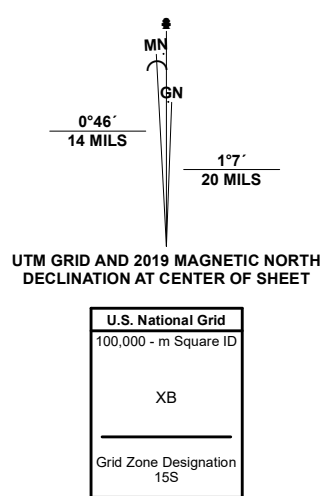 MN
GN
0°46´
14 MILS
1°7´
20 MILS
UTM GRID AND 2019 MAGNETIC NORTH
DECLINATION AT CENTER OF SHEET
U.S. National Grid
100,000 - m Square ID
XB
Grid Zone Designation
15S